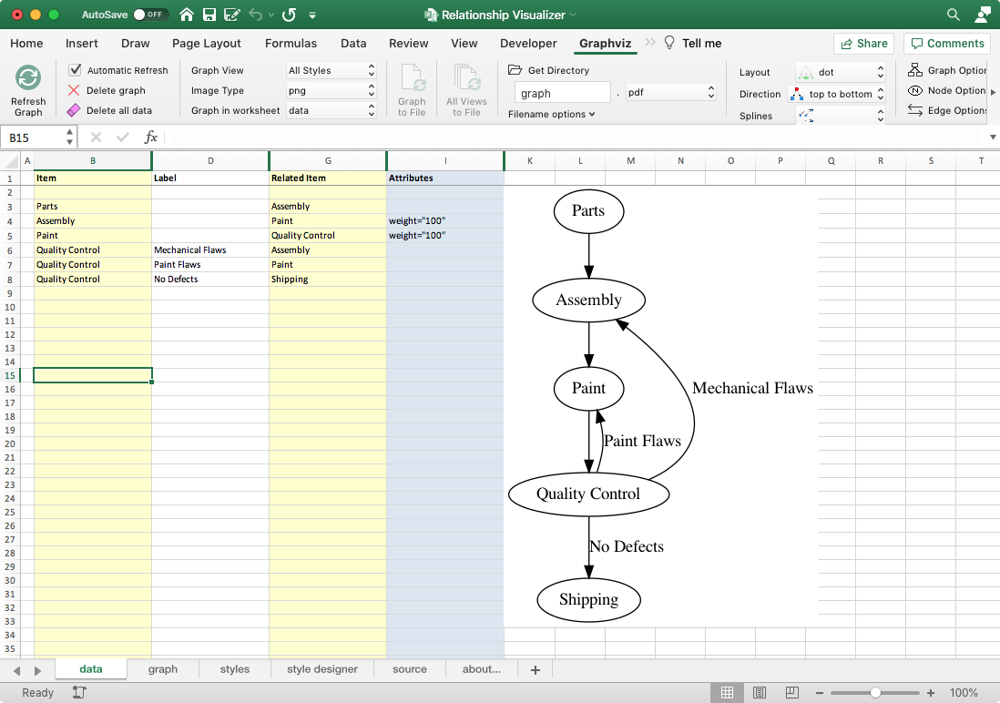 AutoSave OFF Relationship Visualizer
Home Insert Draw Page Layout Formulas Data Review View Developer Graphviz Tell me Share Comments
Refresh Graph
Automatic Refresh
Delete graph
Delete all data
Graph View All Styles
Image Type png
Graph in worksheet data
Graph to File
All Views to File
Get Directory
graph . pdf
Filename options
Layout dot
Direction top to bottom
Splines
Graph Option
Node Option
Edge Options
B15 fx
A B D G I K L M N O P Q R S T
1 Item Label Related Item Attributes
2
3 Parts Assembly
4 Assembly Paint weight="100"
5 Paint Quality Control weight="100"
6 Quality Control Mechanical Flaws Assembly
7 Quality Control Paint Flaws Paint
8 Quality Control No Defects Shipping
9
10
11
12
13
14
15
16
17
18
19
20
21
22
23
24
25
26
27
28
29
30
31
32
33
34
35
Parts
Assembly
Paint
Mechanical Flaws
Paint Flaws
Quality Control
No Defects
Shipping
data graph styles style designer source about... +
Ready 100%